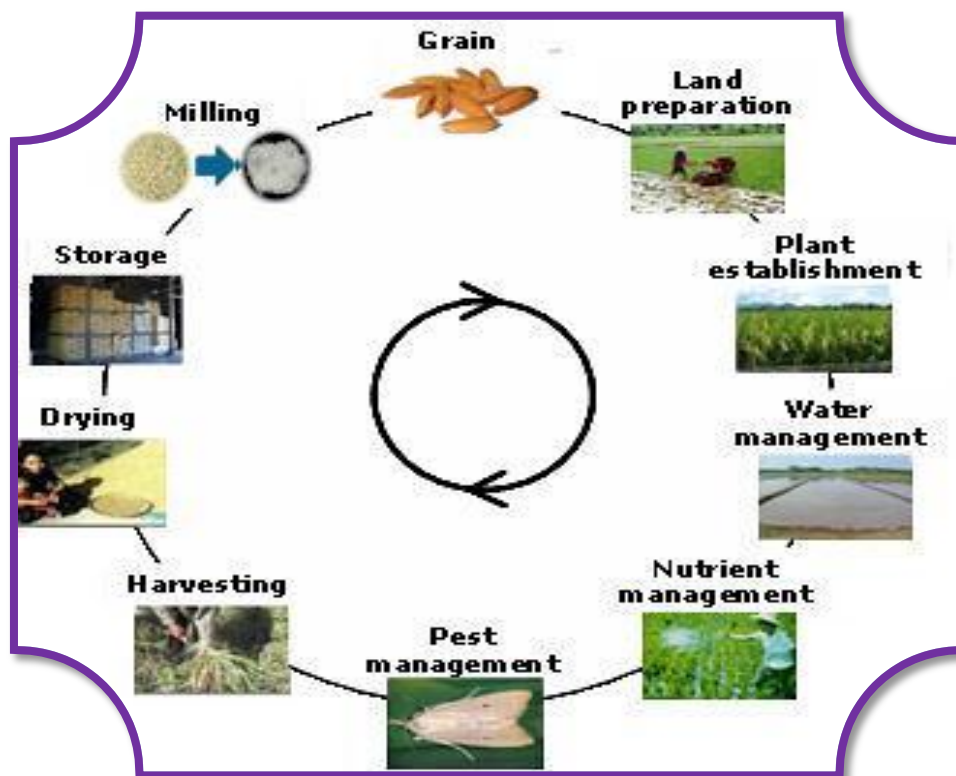 Grain
Land
preparation
Plant
establishment
Water
management
Nutrient
management
Pest
management
Harvesting
Drying
Storage
Milling